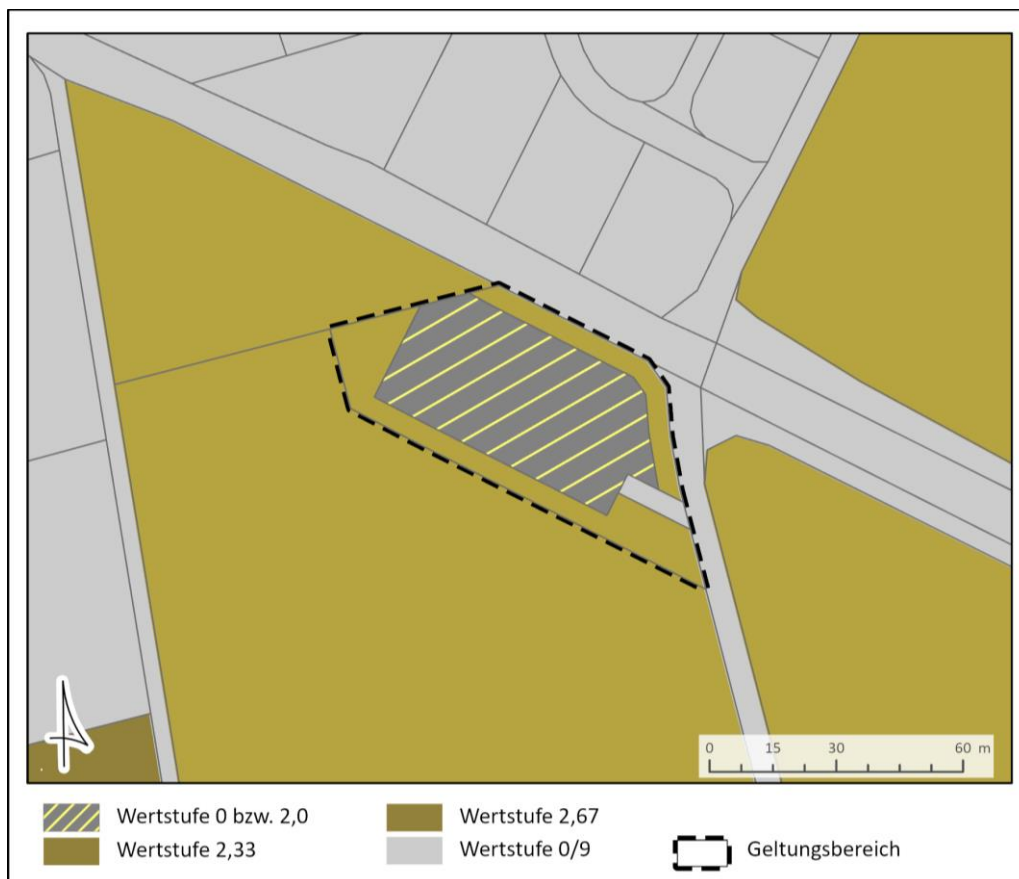 0 15 30 60 m
Wertstufe 0 bzw. 2,0
Wertstufe 2,67
Wertstufe 2,33
Wertstufe 0/9
Geltungsbereich